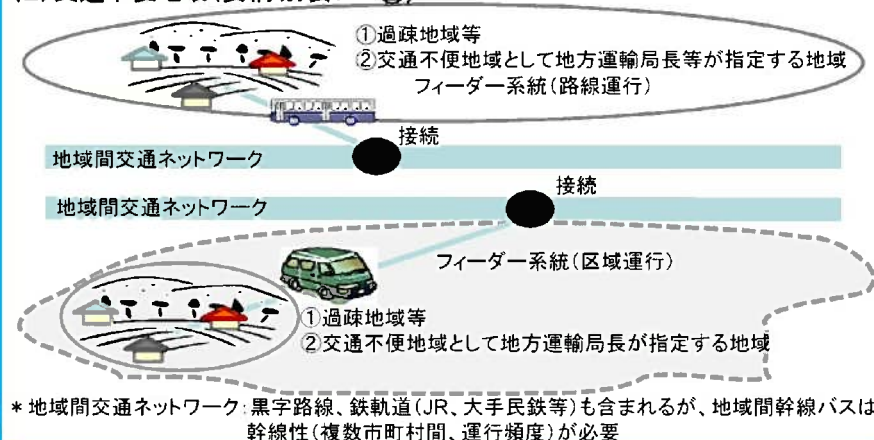 ①過疎地域等
②交通不便地域として地方運輸局長等が指定する地域
フィーダー系統(路線運行)
接続
地域間交通ネットワーク
接続
地域間交通ネットワーク
フィーダー系統(区域運行)
①過疎地域等
②交通不便地域として地方運輸局長が指定する地域
*地域間交通ネットワーク:黒字路線、鉄軌道(JR、大手民鉄等)も含まれるが、地域間幹線バスは
幹線性(複数市町村間、運行頻度)が必要